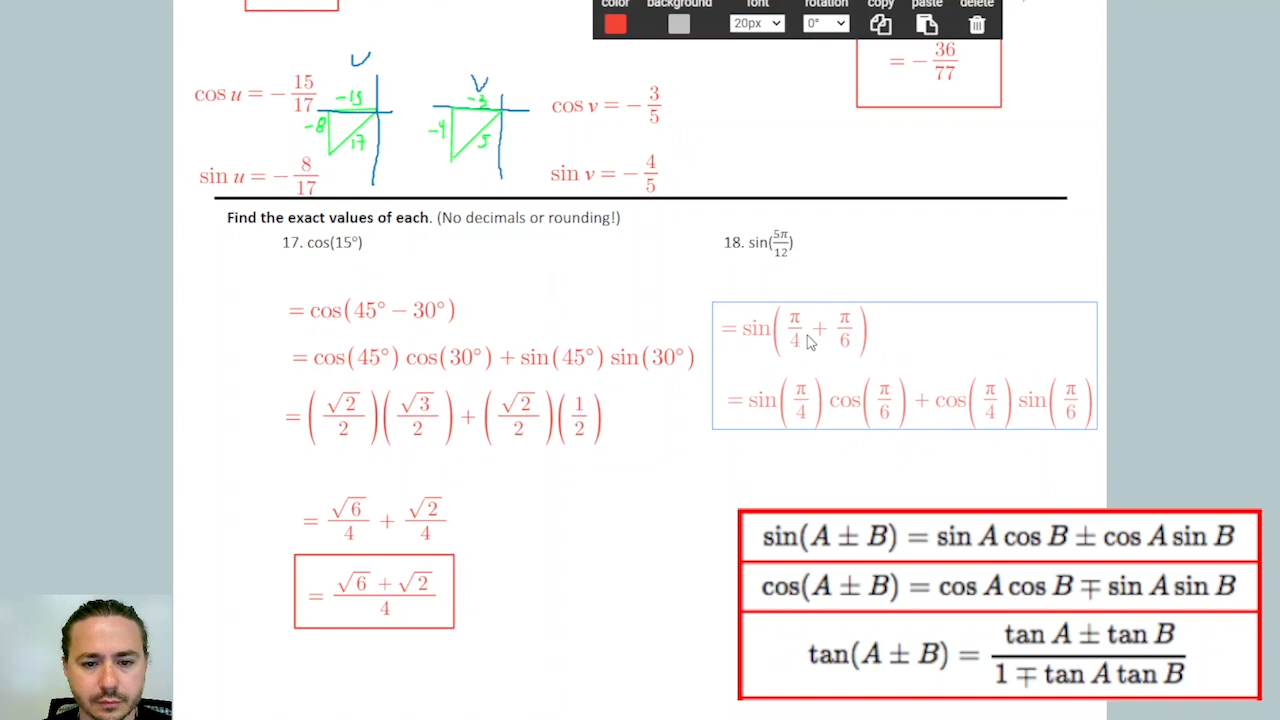 color background font rotation copy paste delete
20px 0°
= − 36/77
cos u = − 15/17
U
−15
−8
17
V
−3
−4
5
cos v = − 3/5
sin u = − 8/17
sin v = − 4/5
Find the exact values of each. (No decimals or rounding!)
17. cos(15°)
18. sin(5π/12)
= cos(45° − 30°)
= cos(45°) cos(30°) + sin(45°) sin(30°)
= (√2/2)(√3/2) + (√2/2)(1/2)
= √6/4 + √2/4
= (√6 + √2)/4
= sin(π/4 + π/6)
= sin(π/4) cos(π/6) + cos(π/4) sin(π/6)
sin(A ± B) = sin A cos B ± cos A sin B
cos(A ± B) = cos A cos B ∓ sin A sin B
tan(A ± B) = (tan A ± tan B)/(1 ∓ tan A tan B)